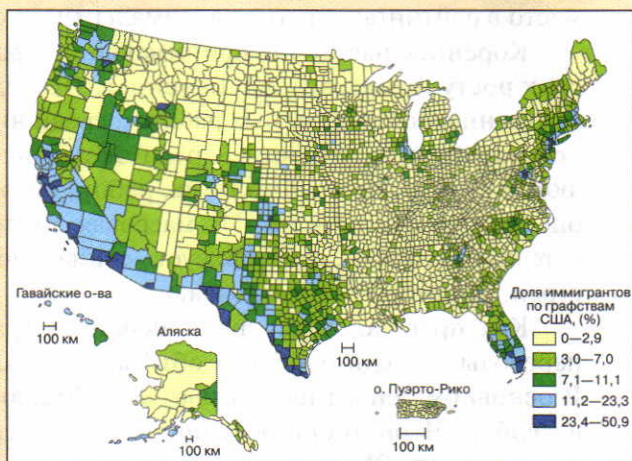 Гавайские о-ва
100 км
Аляска
100 км
100 км
о. Пуэрто-Рико
100 км
Доля иммигрантов
по графствам
США, (%)
0—2,9
3,0—7,0
7,1—11,1
11,2—23,3
23,4—50,9